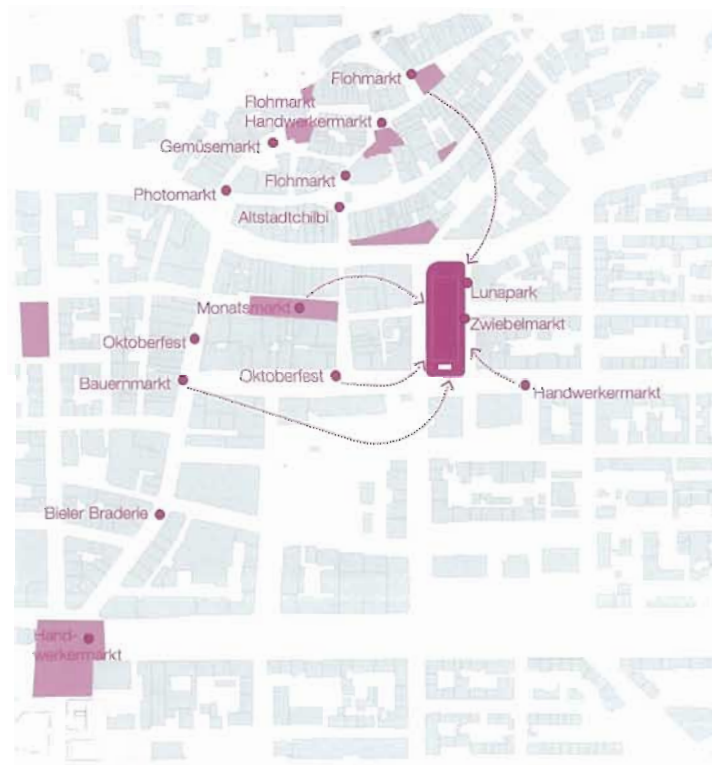 Flohmarkt
Flohmarkt
Handwerkermarkt
Gemüsemarkt
Flohmarkt
Photomarkt
Altstadtchilbi
Lunapark
Monatsmarkt
Zwiebelmarkt
Oktoberfest
Oktoberfest
Bauernmarkt
Handwerkermarkt
Bieler Braderie
Hand-
werkermarkt